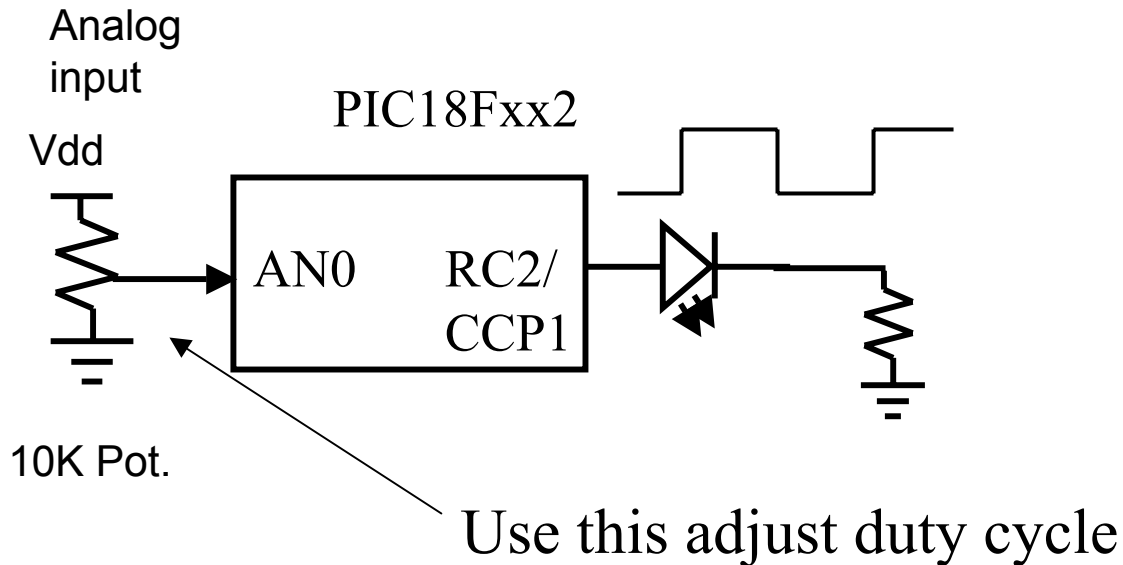 Analog
input
PIC18Fxx2
Vdd
AN0
RC2/
CCP1
10K Pot.
Use this adjust duty cycle